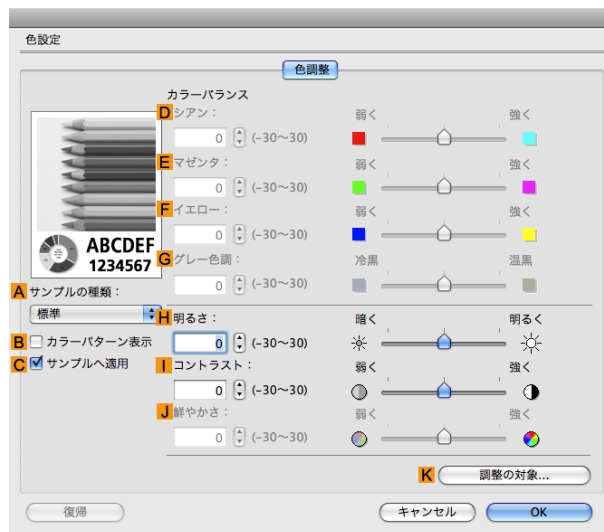 色設定
色調整
カラーバランス
D シアン： 弱く 強く
0 (-30〜30)
E マゼンタ： 弱く 強く
0 (-30〜30)
F イエロー： 弱く 強く
0 (-30〜30)
ABCDEF
1234567
G グレー色調： 冷黒 温黒
0 (-30〜30)
A サンプルの種類：
標準
H 明るさ： 暗く 明るく
0 (-30〜30)
B カラーパターン表示
C サンプルへ適用
I コントラスト： 弱く 強く
0 (-30〜30)
J 鮮やかさ： 弱く 強く
0 (-30〜30)
K 調整の対象...
復帰 キャンセル OK